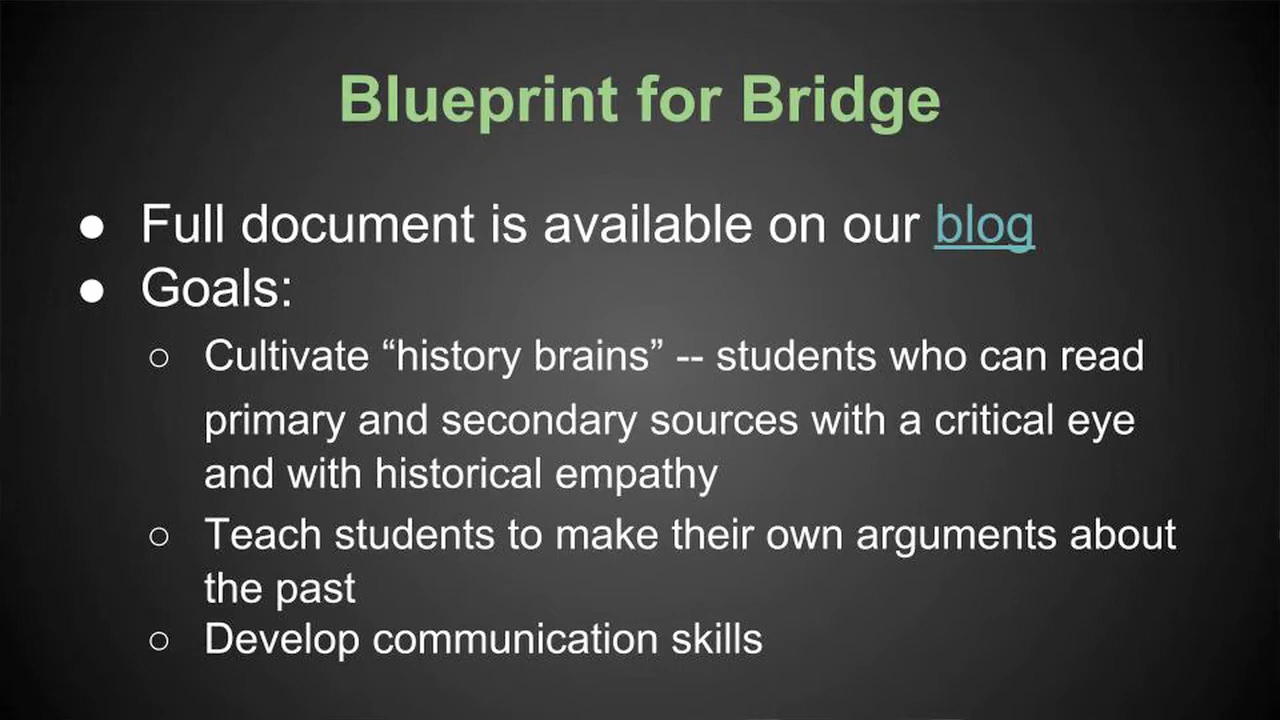 Blueprint for Bridge
● Full document is available on our blog
● Goals:
○ Cultivate “history brains” -- students who can read
primary and secondary sources with a critical eye
and with historical empathy
○ Teach students to make their own arguments about
the past
○ Develop communication skills